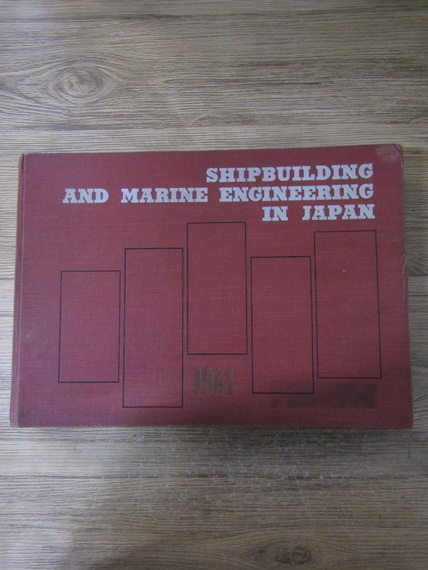 SHIPBUILDING
AND MARINE ENGINEERING
IN JAPAN
1964